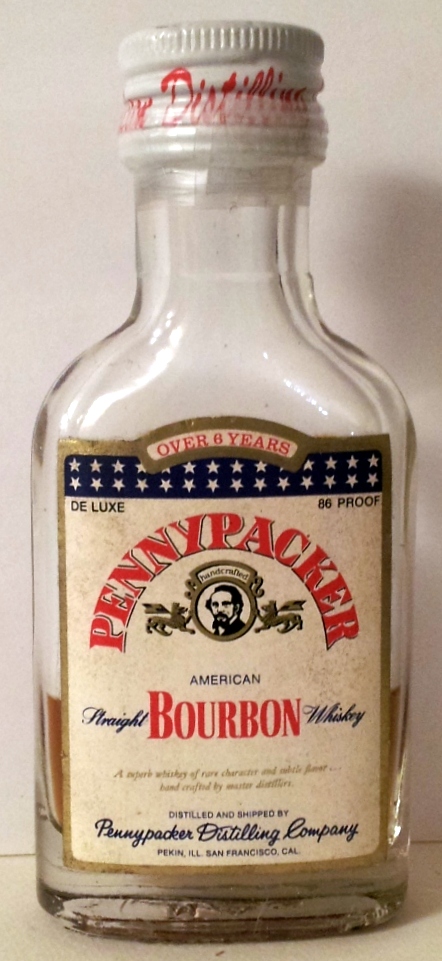 Distilling
OVER 6 YEARS
DE LUXE 86 PROOF
PENNYPACKER
handcrafted
AMERICAN
Straight BOURBON Whiskey
A superb whiskey of rare character and subtle flavor ...
hand crafted by master distillers.
DISTILLED AND SHIPPED BY
Pennypacker Distilling Company
PEKIN, ILL. SAN FRANCISCO, CAL.